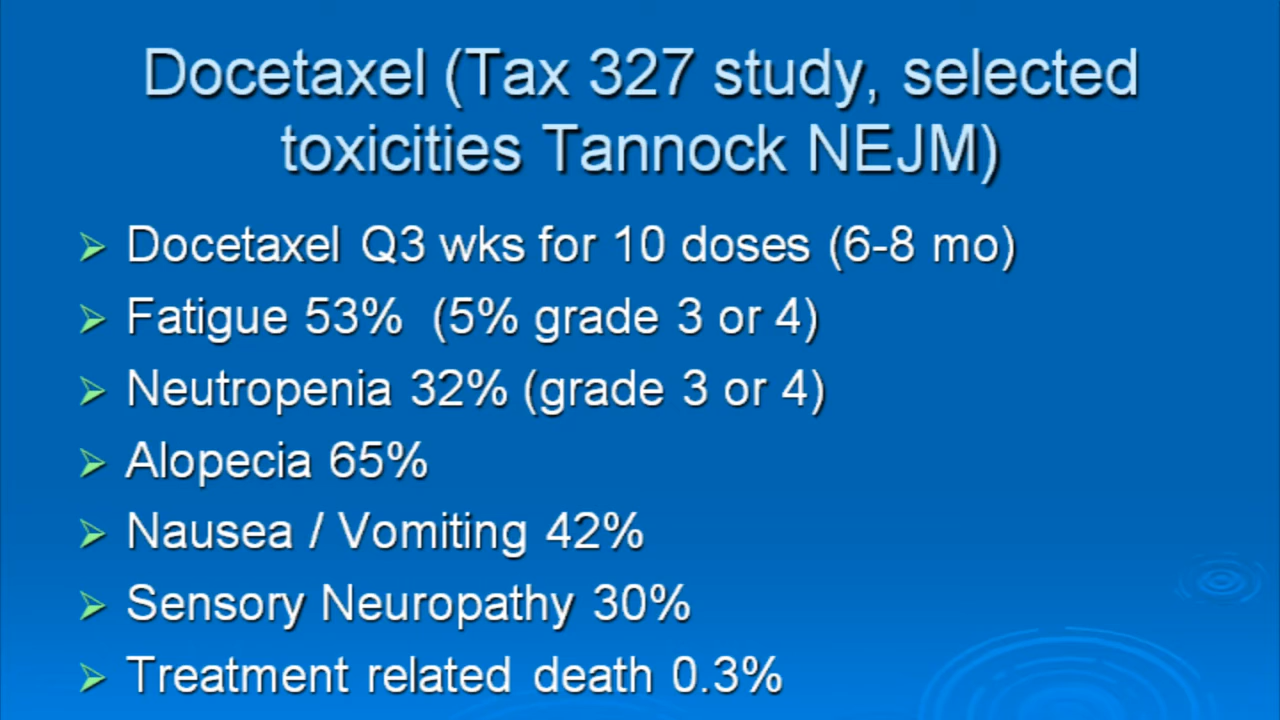 Docetaxel (Tax 327 study, selected
toxicities Tannock NEJM)
Docetaxel Q3 wks for 10 doses (6-8 mo)
Fatigue 53% (5% grade 3 or 4)
Neutropenia 32% (grade 3 or 4)
Alopecia 65%
Nausea / Vomiting 42%
Sensory Neuropathy 30%
Treatment related death 0.3%